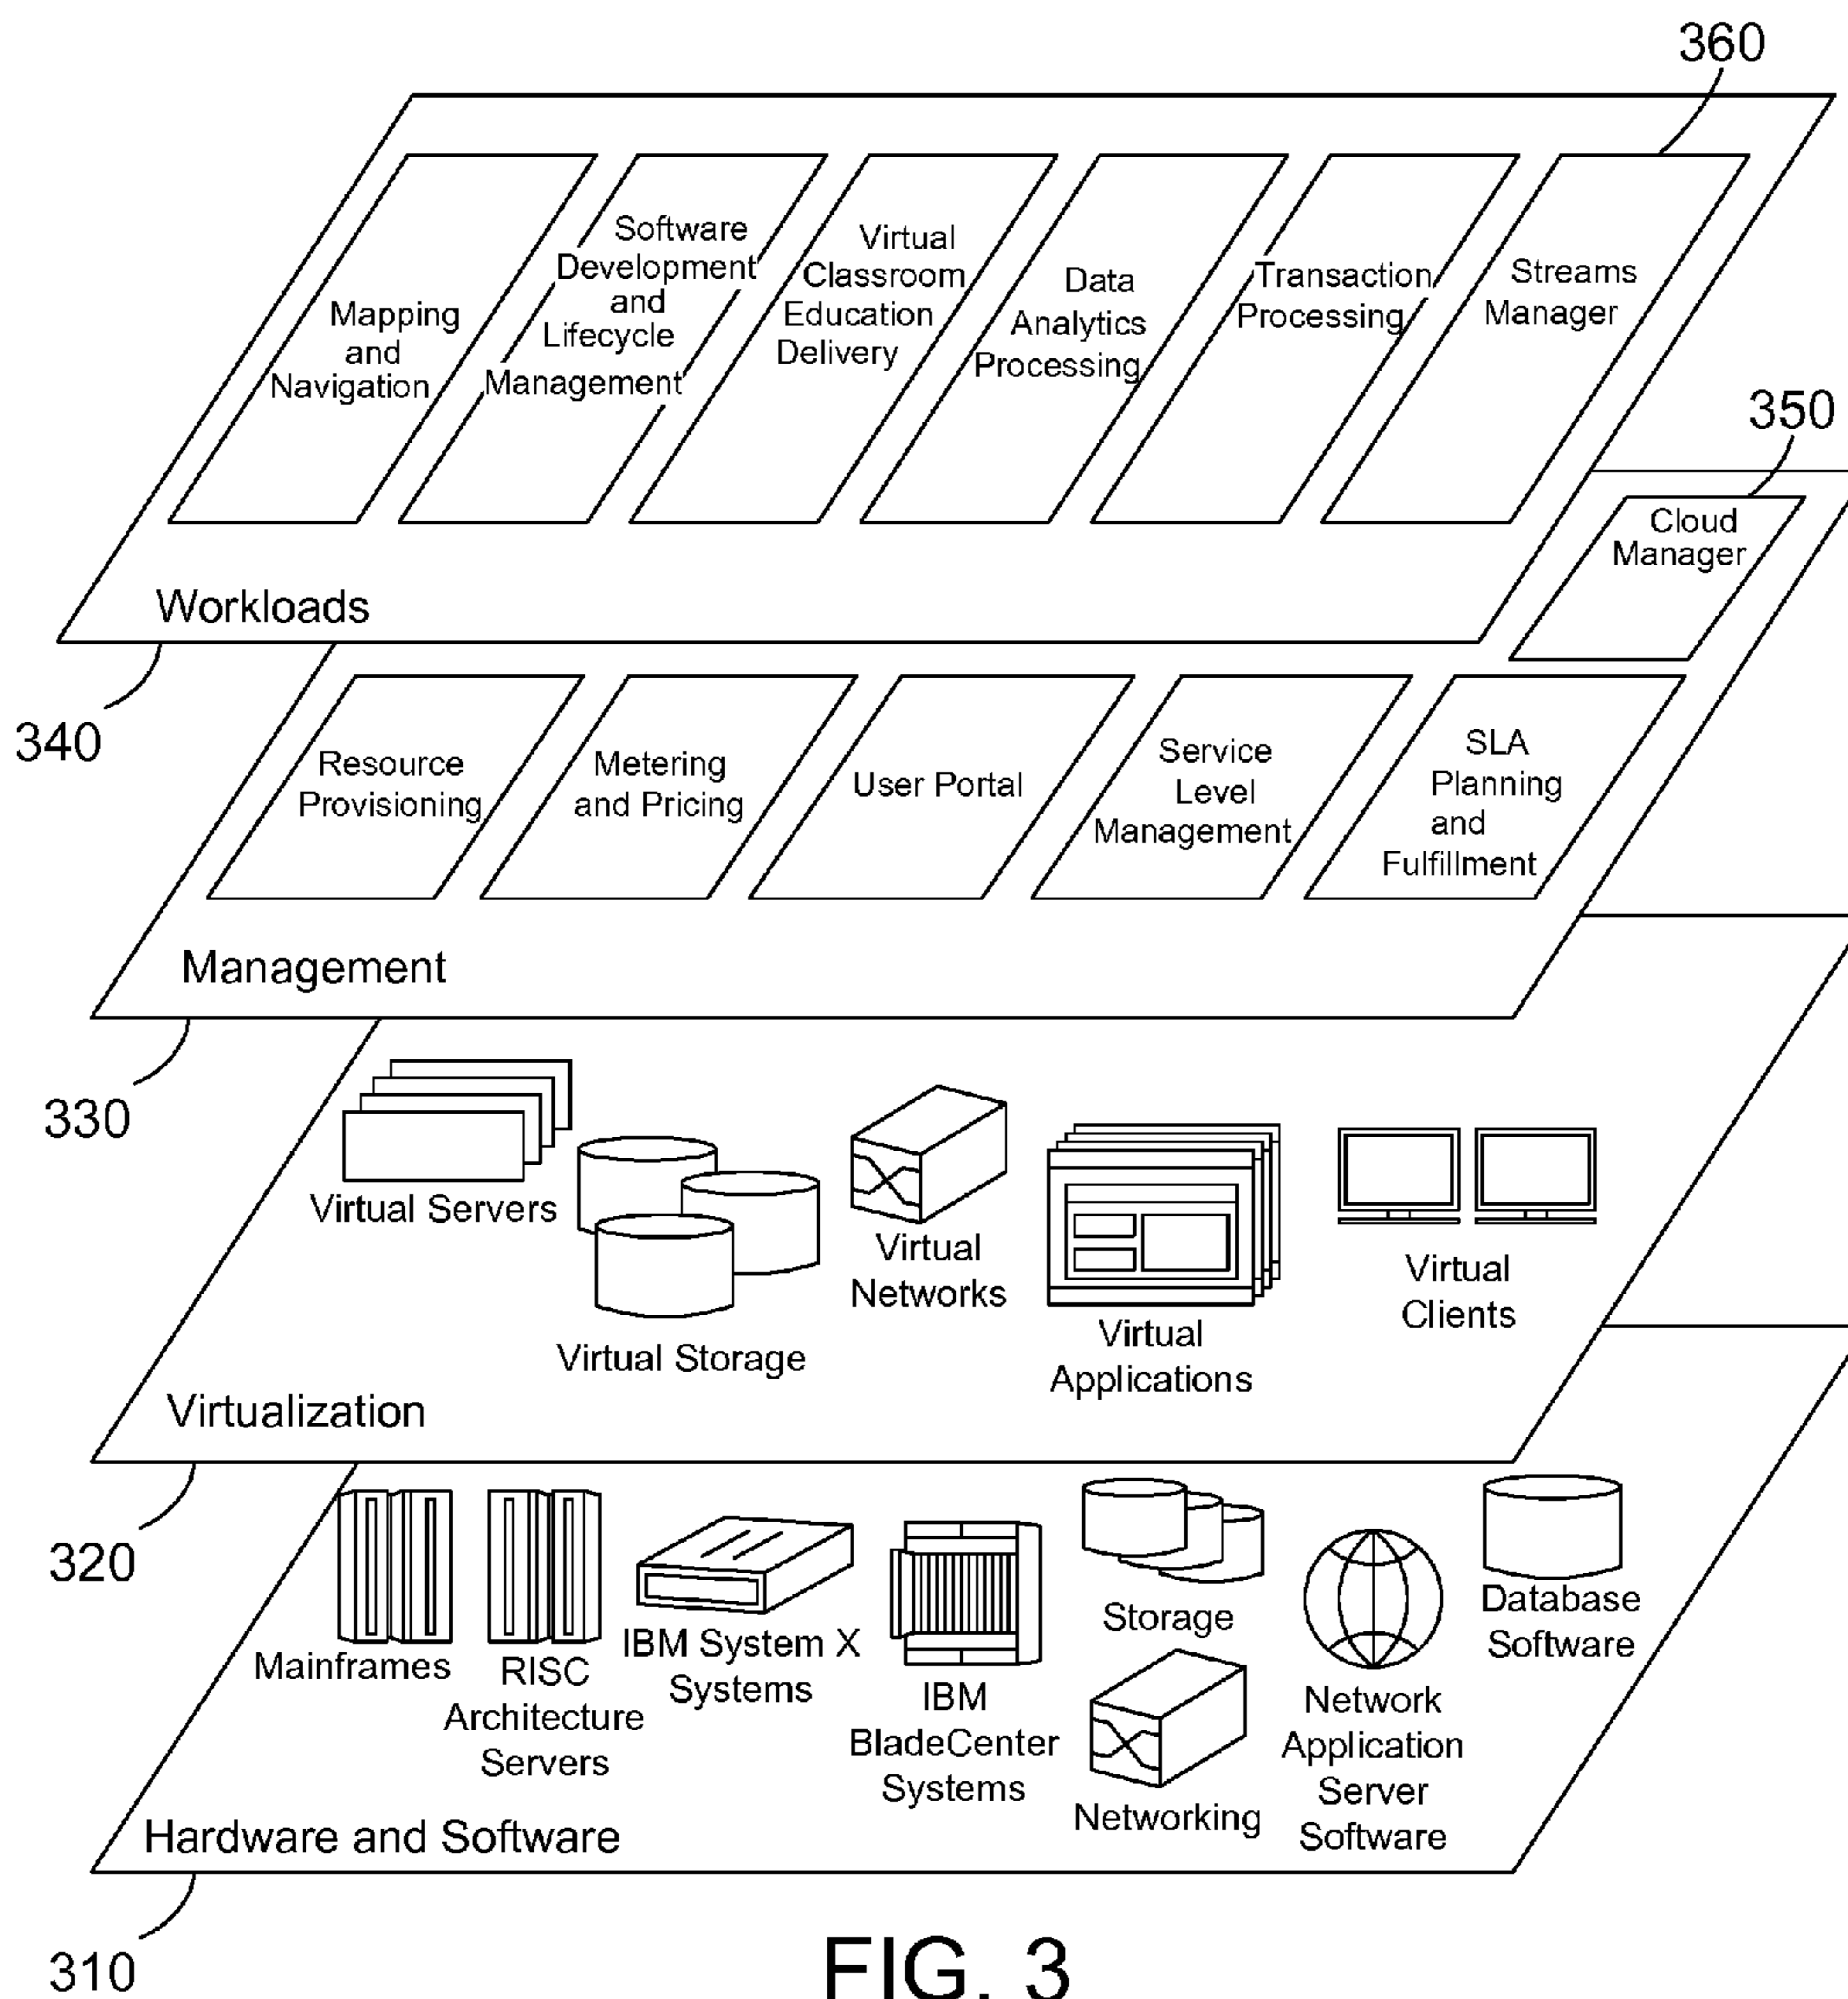 360
Mapping
and
Navigation
Software
Development
and
Lifecycle
Management
Virtual
Classroom
Education
Delivery
Data
Analytics
Processing
Transaction
Processing
Streams
Manager
Workloads
340
350
Cloud
Manager
Resource
Provisioning
Metering
and Pricing
User Portal
Service
Level
Management
SLA
Planning
and
Fulfillment
Management
330
Virtual Servers
Virtual Storage
Virtual
Networks
Virtual
Applications
Virtual
Clients
Virtualization
320
Mainframes
RISC
Architecture
Servers
IBM System X
Systems
IBM
BladeCenter
Systems
Storage
Networking
Network
Application
Server
Software
Database
Software
Hardware and Software
310
FIG. 3